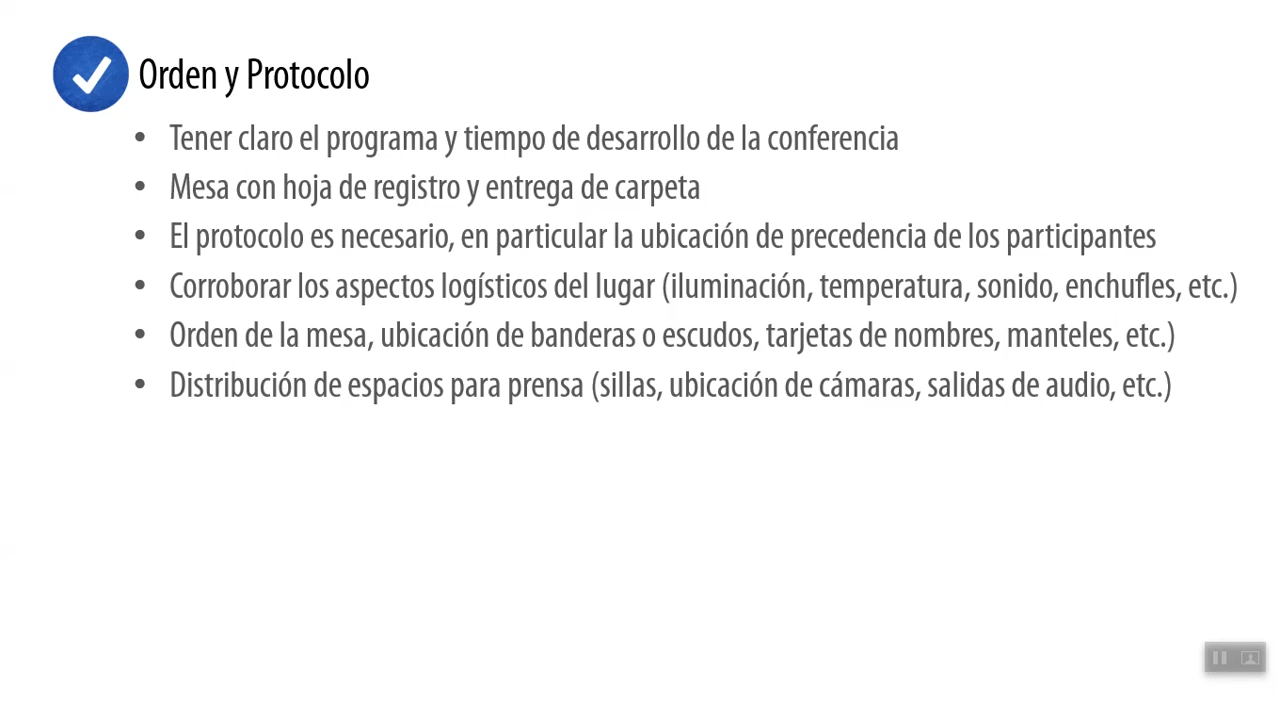 Orden y Protocolo
• Tener claro el programa y tiempo de desarrollo de la conferencia
• Mesa con hoja de registro y entrega de carpeta
• El protocolo es necesario, en particular la ubicación de precedencia de los participantes
• Corroborar los aspectos logísticos del lugar (iluminación, temperatura, sonido, enchufles, etc.)
• Orden de la mesa, ubicación de banderas o escudos, tarjetas de nombres, manteles, etc.)
• Distribución de espacios para prensa (sillas, ubicación de cámaras, salidas de audio, etc.)